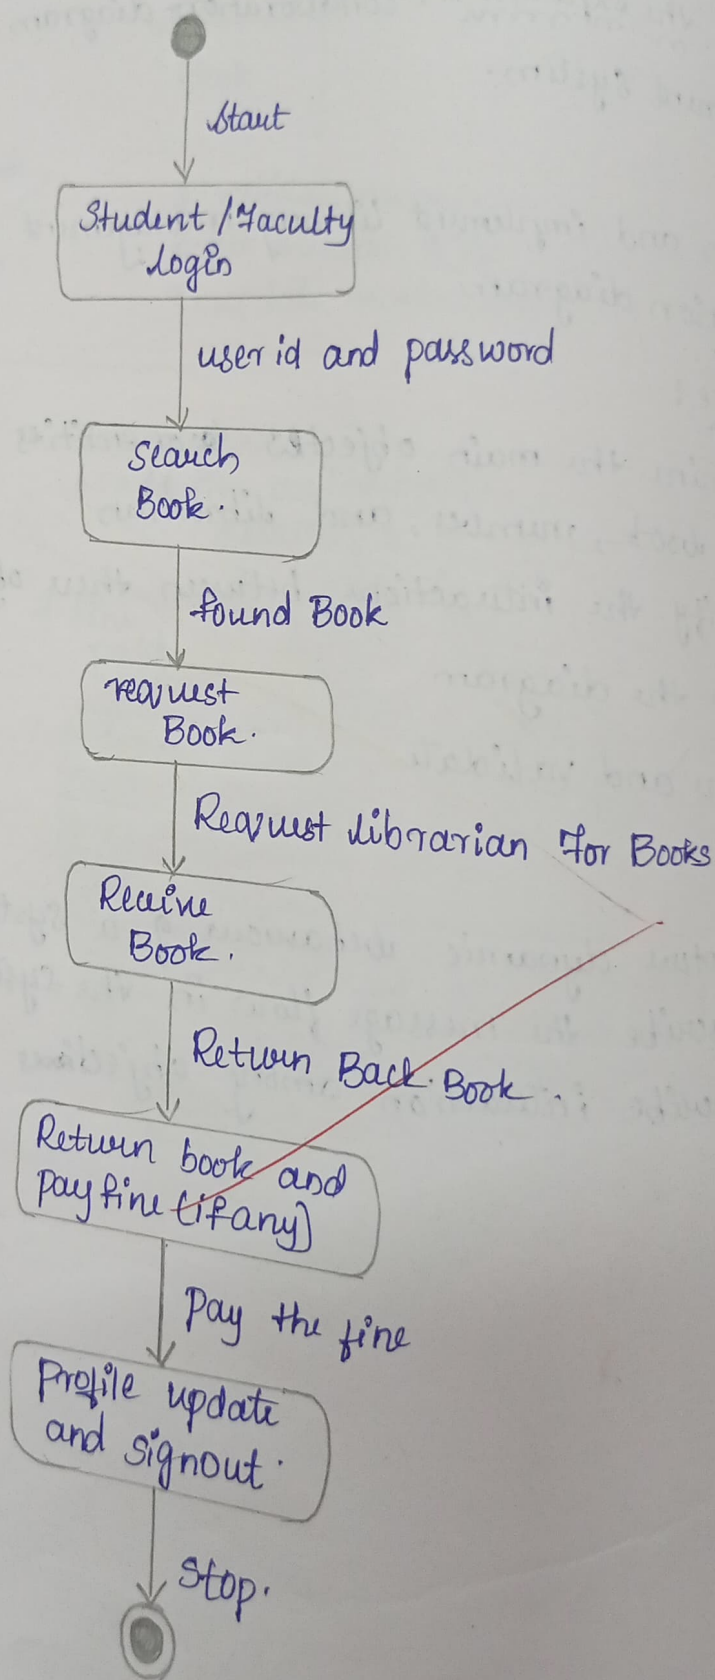 Start
Student/Faculty
login
user id and password
Search
Book.
found Book
request
Book.
Request librarian For Books
Receive
Book.
Return Back Book.
Return book and
pay fine (if any)
Pay the fine
Profile update
and signout.
Stop.